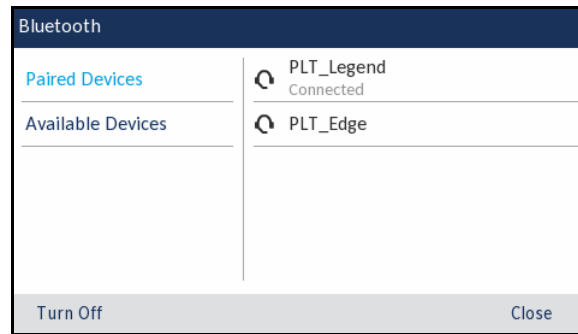 Bluetooth
Paired Devices
Available Devices
PLT_Legend
Connected
PLT_Edge
Turn Off
Close